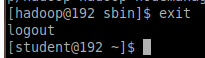 [hadoop@192 sbin]$ exit
logout
[student@192 ~]$